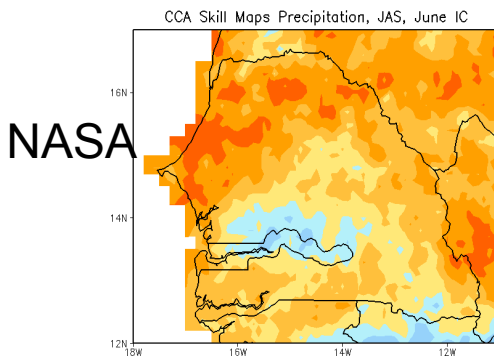 CCA Skill Maps Precipitation, JAS, June IC
16N
NASA
14N
12N
18W 16W 14W 12W